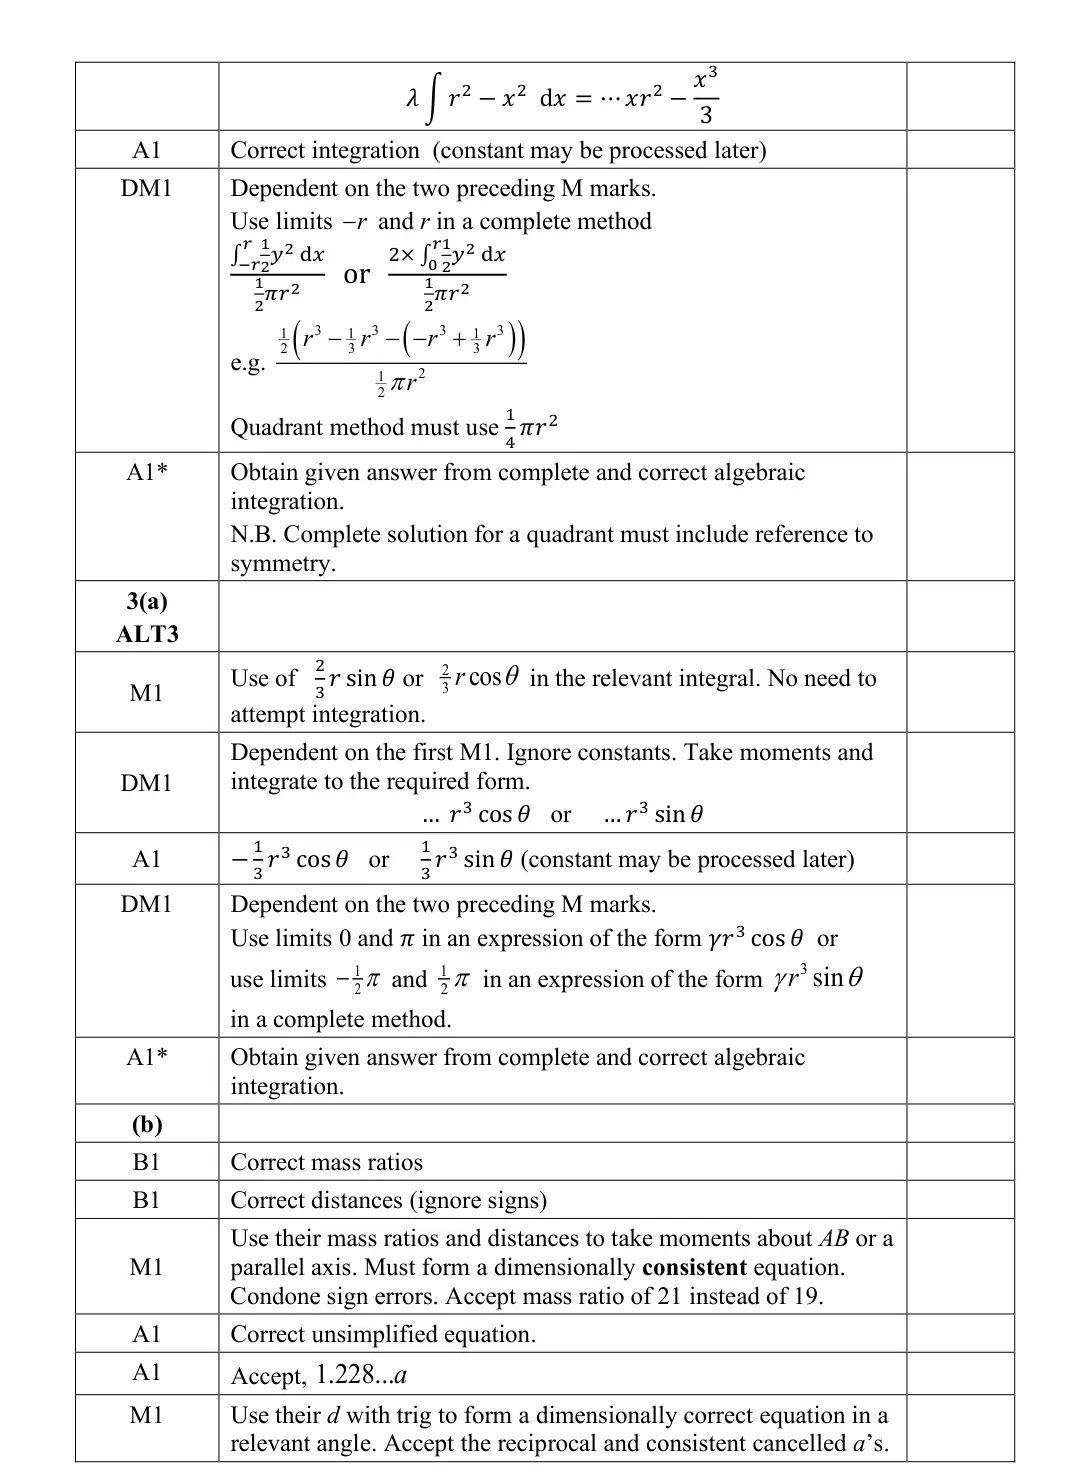 λ∫ r² − x² dx = ⋯ xr² − x³/3
A1 Correct integration (constant may be processed later)
DM1 Dependent on the two preceding M marks.
Use limits −r and r in a complete method
(∫_{−r}^{r} ½y² dx)/(½πr²) or (2× ∫_0^r ½y² dx)/(½πr²)
e.g. ½(r³ − ⅓r³ − (−r³ + ⅓r³))/(½πr²)
Quadrant method must use ¼πr²
A1* Obtain given answer from complete and correct algebraic
integration.
N.B. Complete solution for a quadrant must include reference to
symmetry.
3(a)
ALT3
M1 Use of ⅔r sin θ or ⅔r cos θ in the relevant integral. No need to
attempt integration.
DM1 Dependent on the first M1. Ignore constants. Take moments and
integrate to the required form.
... r³ cos θ or ... r³ sin θ
A1 −⅓r³ cos θ or ⅓r³ sin θ (constant may be processed later)
DM1 Dependent on the two preceding M marks.
Use limits 0 and π in an expression of the form γr³ cos θ or
use limits −½π and ½π in an expression of the form γr³ sin θ
in a complete method.
A1* Obtain given answer from complete and correct algebraic
integration.
(b)
B1 Correct mass ratios
B1 Correct distances (ignore signs)
M1 Use their mass ratios and distances to take moments about AB or a
parallel axis. Must form a dimensionally consistent equation.
Condone sign errors. Accept mass ratio of 21 instead of 19.
A1 Correct unsimplified equation.
A1 Accept, 1.228...a
M1 Use their d with trig to form a dimensionally correct equation in a
relevant angle. Accept the reciprocal and consistent cancelled a's.